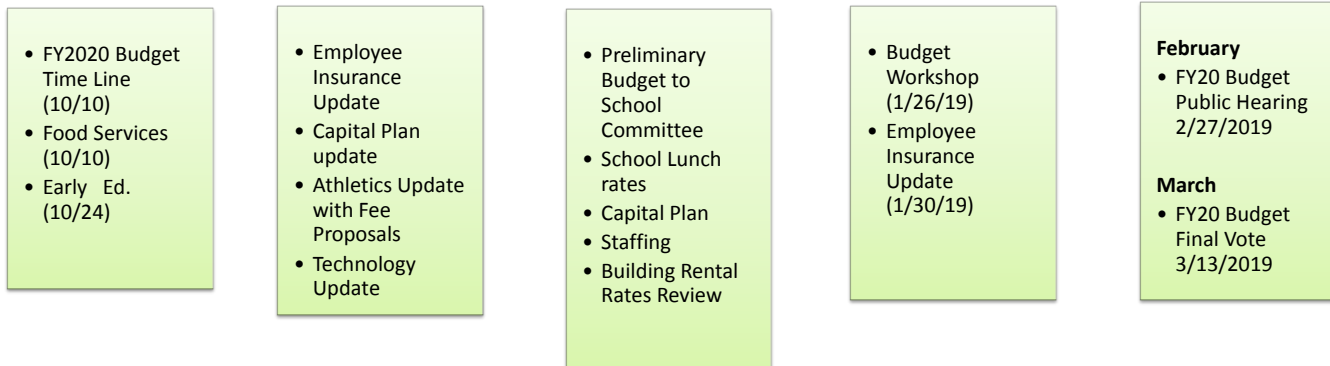 • FY2020 Budget
Time Line
(10/10)
• Food Services
(10/10)
• Early Ed.
(10/24)
• Employee
Insurance
Update
• Capital Plan
update
• Athletics Update
with Fee
Proposals
• Technology
Update
• Preliminary
Budget to
School
Committee
• School Lunch
rates
• Capital Plan
• Staffing
• Building Rental
Rates Review
• Budget
Workshop
(1/26/19)
• Employee
Insurance
Update
(1/30/19)
February
• FY20 Budget
Public Hearing
2/27/2019
March
• FY20 Budget
Final Vote
3/13/2019